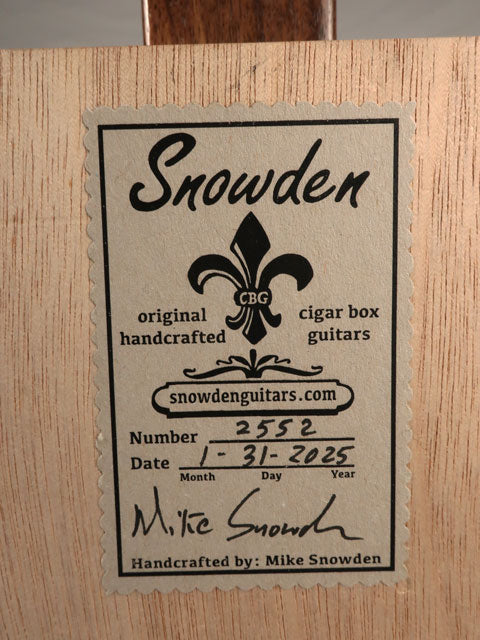 Snowden
CBG
original handcrafted
cigar box guitars
snowdenguitars.com
Number 2552
Date 1-31-2025
Month Day Year
Mike Snowden
Handcrafted by: Mike Snowden